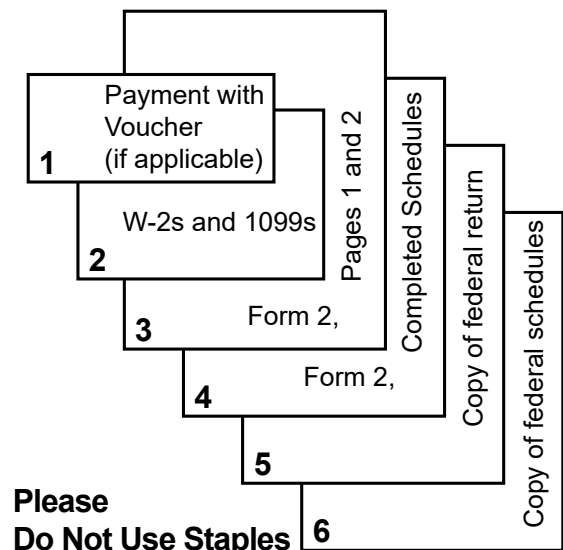 Payment with
Voucher
(if applicable)
1
W-2s and 1099s
2
Pages 1 and 2
Form 2,
3
Completed Schedules
Form 2,
4
Copy of federal return
5
Copy of federal schedules
6
Please
Do Not Use Staples